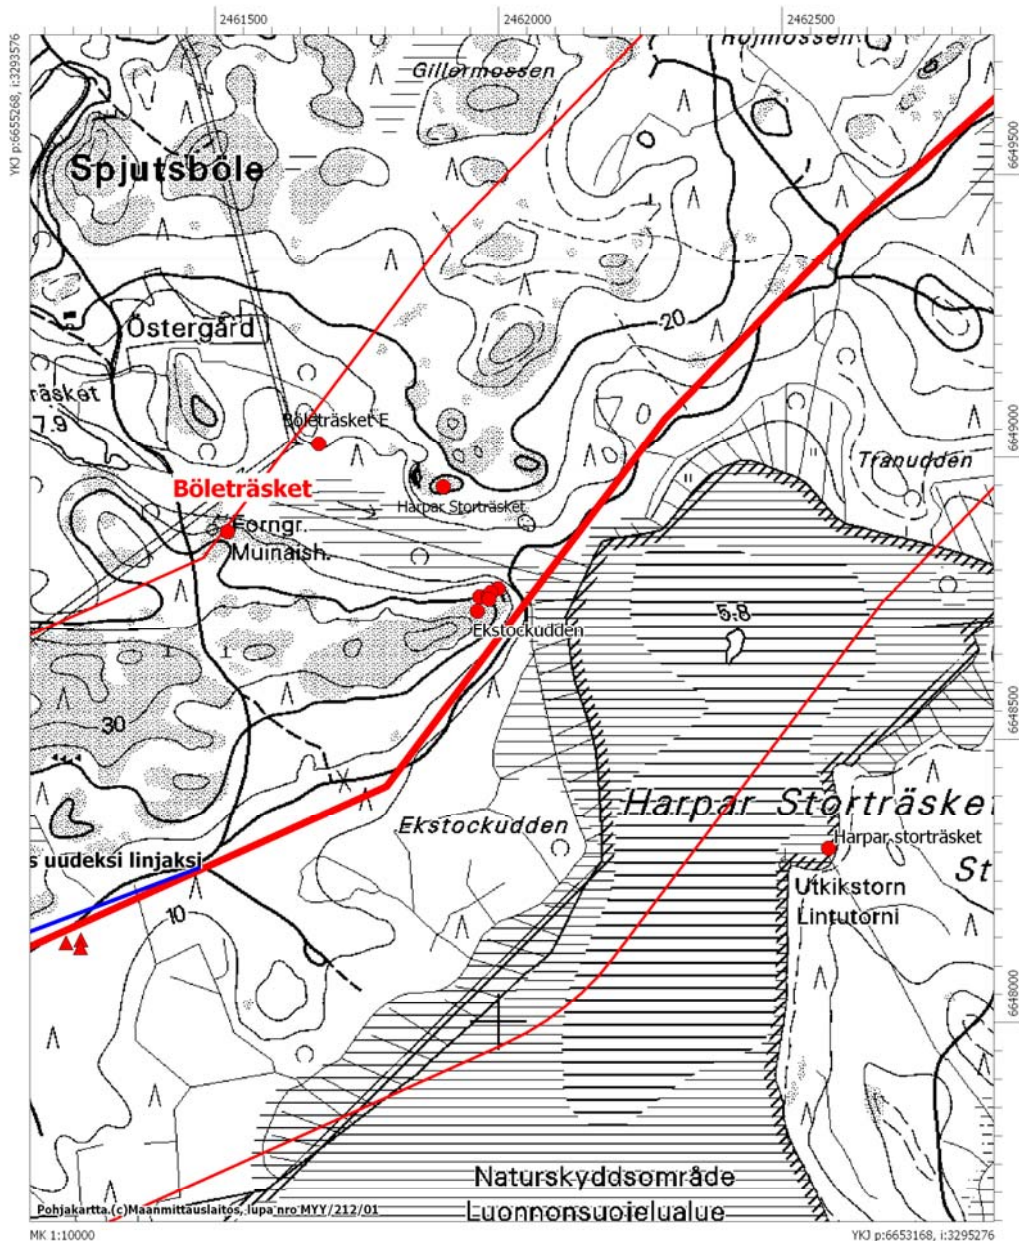 2461500
2462000
2462500
YKJ p:6655268, i:3293576
Gillermossen
Höjmossen
6649500
Spjutsböle
20
Östergård
räsket
7.9
Böleträsket E
6649000
Tranudden
Böleträsket
Harpar Storträsket
Forngr.
Muinaish.
5.8
Ekstockudden
6648500
30
Harpar Storträsket
Ekstockudden
Harpar storträsket
s uudeksi linjaksi
St
Utkikstorn
Lintutorni
10
6648000
Naturskyddsområde
Luonnonsuojelualue
Pohjakartta (c)Maanmittauslaitos, lupa nro MYY/212/01
MK 1:10000
YKJ p:6653168, i:3295276